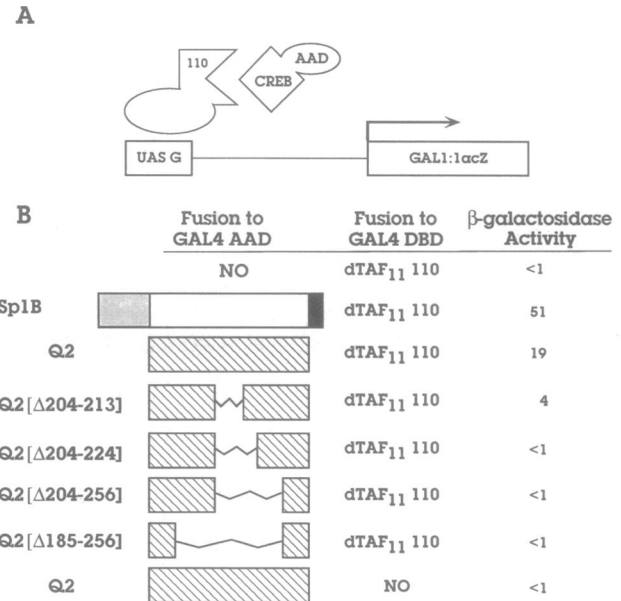 A
110
AAD
CREB
UAS G
GAL1:1acZ
B
Fusion to GAL4 AAD
Fusion to GAL4 DBD
β-galactosidase Activity
NO dTAF11 110 <1
Sp1B dTAF11 110 51
Q2 dTAF11 110 19
Q2[Δ204-213] dTAF11 110 4
Q2[Δ204-224] dTAF11 110 <1
Q2[Δ204-256] dTAF11 110 <1
Q2[Δ185-256] dTAF11 110 <1
Q2 NO <1